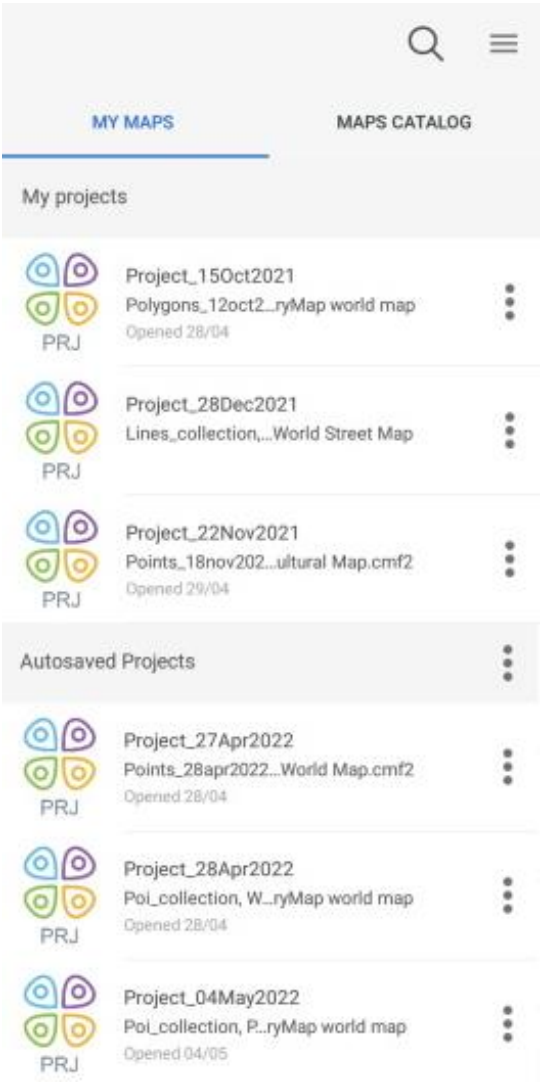 MY MAPS
MAPS CATALOG
My projects
Project_15Oct2021
Polygons_12oct2...ryMap world map
Opened 28/04
PRJ
Project_28Dec2021
Lines_collection,...World Street Map
PRJ
Project_22Nov2021
Points_18nov202...ultural Map.cmf2
Opened 29/04
PRJ
Autosaved Projects
Project_27Apr2022
Points_28apr2022...World Map.cmf2
Opened 28/04
PRJ
Project_28Apr2022
Poi_collection, W...ryMap world map
Opened 28/04
PRJ
Project_04May2022
Poi_collection, P...ryMap world map
Opened 04/05
PRJ